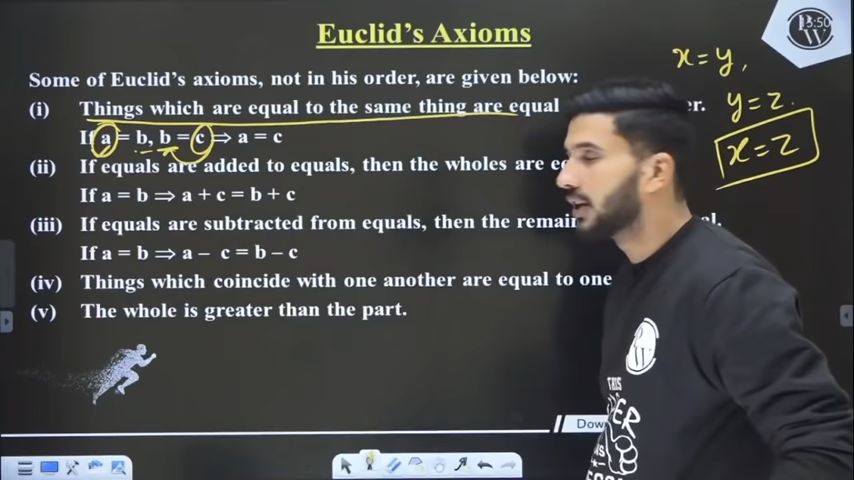 Euclid's Axioms
15:50
x = y,
y = z.
x = z
Some of Euclid's axioms, not in his order, are given below:
(i) Things which are equal to the same thing are equal
If a = b, b = c ⇒ a = c
(ii) If equals are added to equals, then the wholes are
If a = b ⇒ a + c = b + c
(iii) If equals are subtracted from equals, then the
If a = b ⇒ a – c = b – c
(iv) Things which coincide with one another are equal to one
(v) The whole is greater than the part.